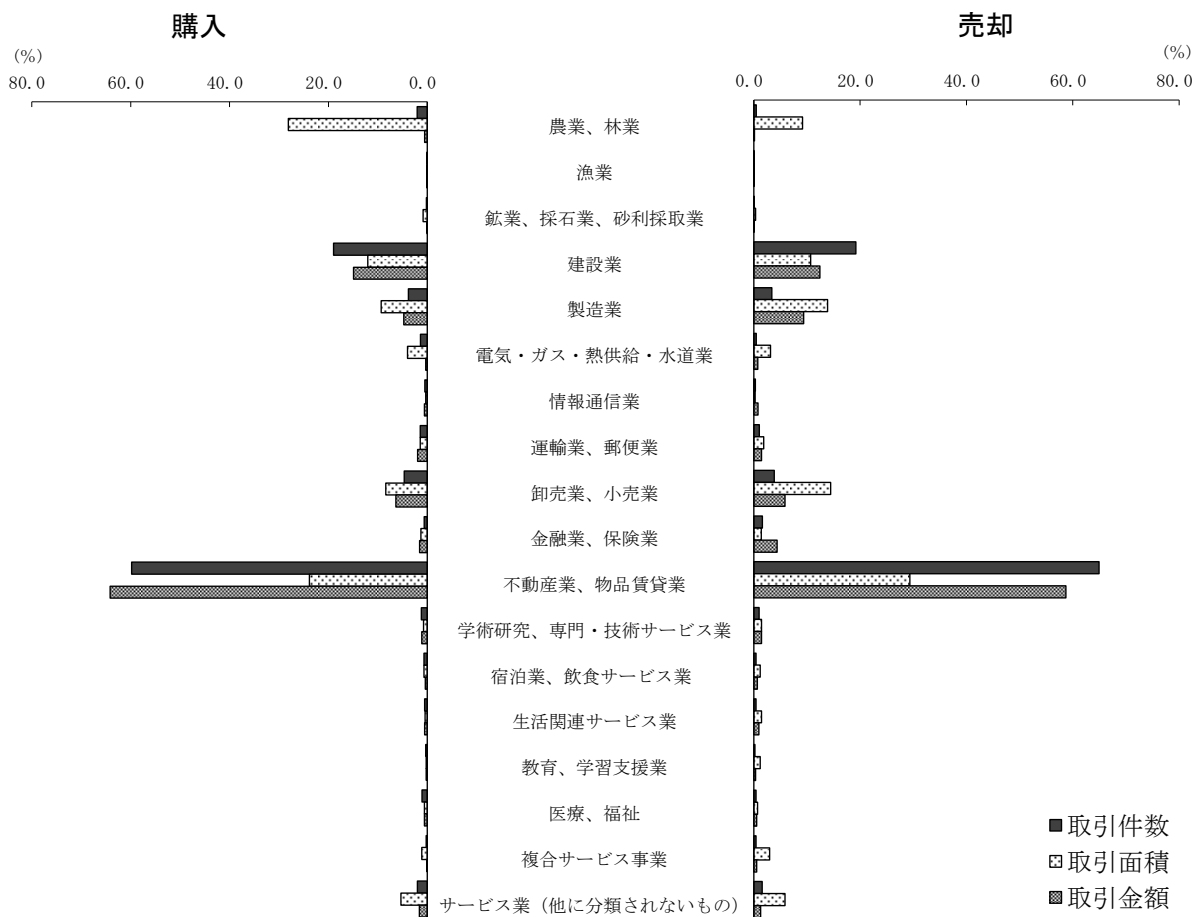 購入
売却
(%)
(%)
80.0 60.0 40.0 20.0 0.0
0.0 20.0 40.0 60.0 80.0
農業、林業
漁業
鉱業、採石業、砂利採取業
建設業
製造業
電気・ガス・熱供給・水道業
情報通信業
運輸業、郵便業
卸売業、小売業
金融業、保険業
不動産業、物品賃貸業
学術研究、専門・技術サービス業
宿泊業、飲食サービス業
生活関連サービス業
教育、学習支援業
医療、福祉
複合サービス事業
サービス業（他に分類されないもの）
取引件数
取引面積
取引金額